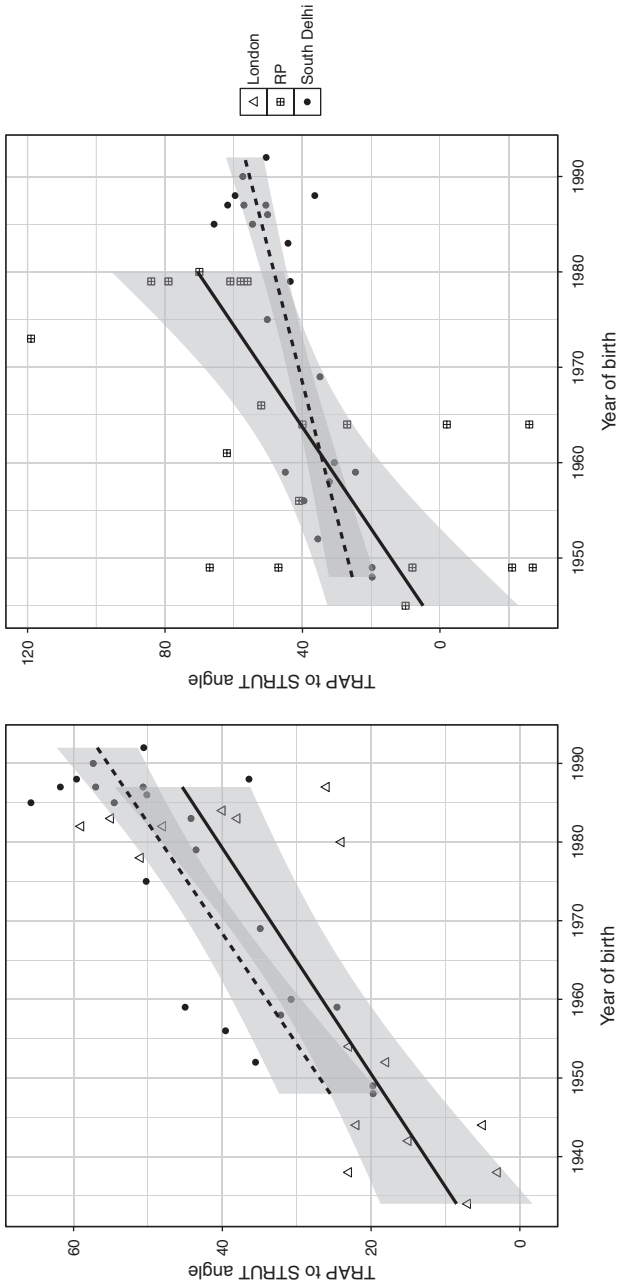 TRAP to STRUT angle
60
40
20
0
1940
1950
1960
1970
1980
1990
Year of birth
TRAP to STRUT angle
120
80
40
0
1950
1960
1970
1980
1990
Year of birth
London
RP
South Delhi